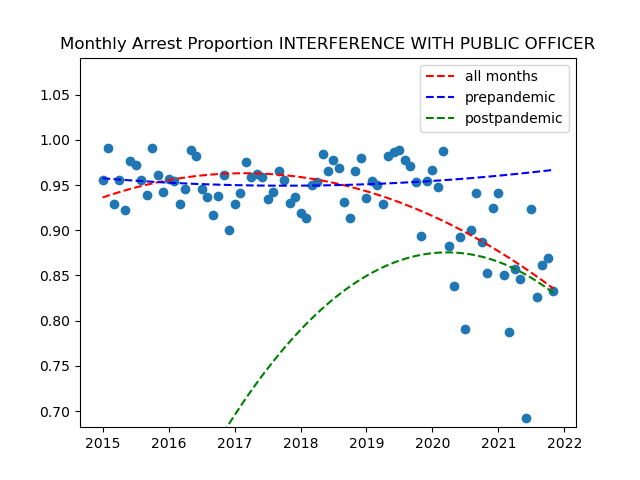 Monthly Arrest Proportion INTERFERENCE WITH PUBLIC OFFICER
all months
prepandemic
postpandemic
1.05
1.00
0.95
0.90
0.85
0.80
0.75
0.70
2015 2016 2017 2018 2019 2020 2021 2022